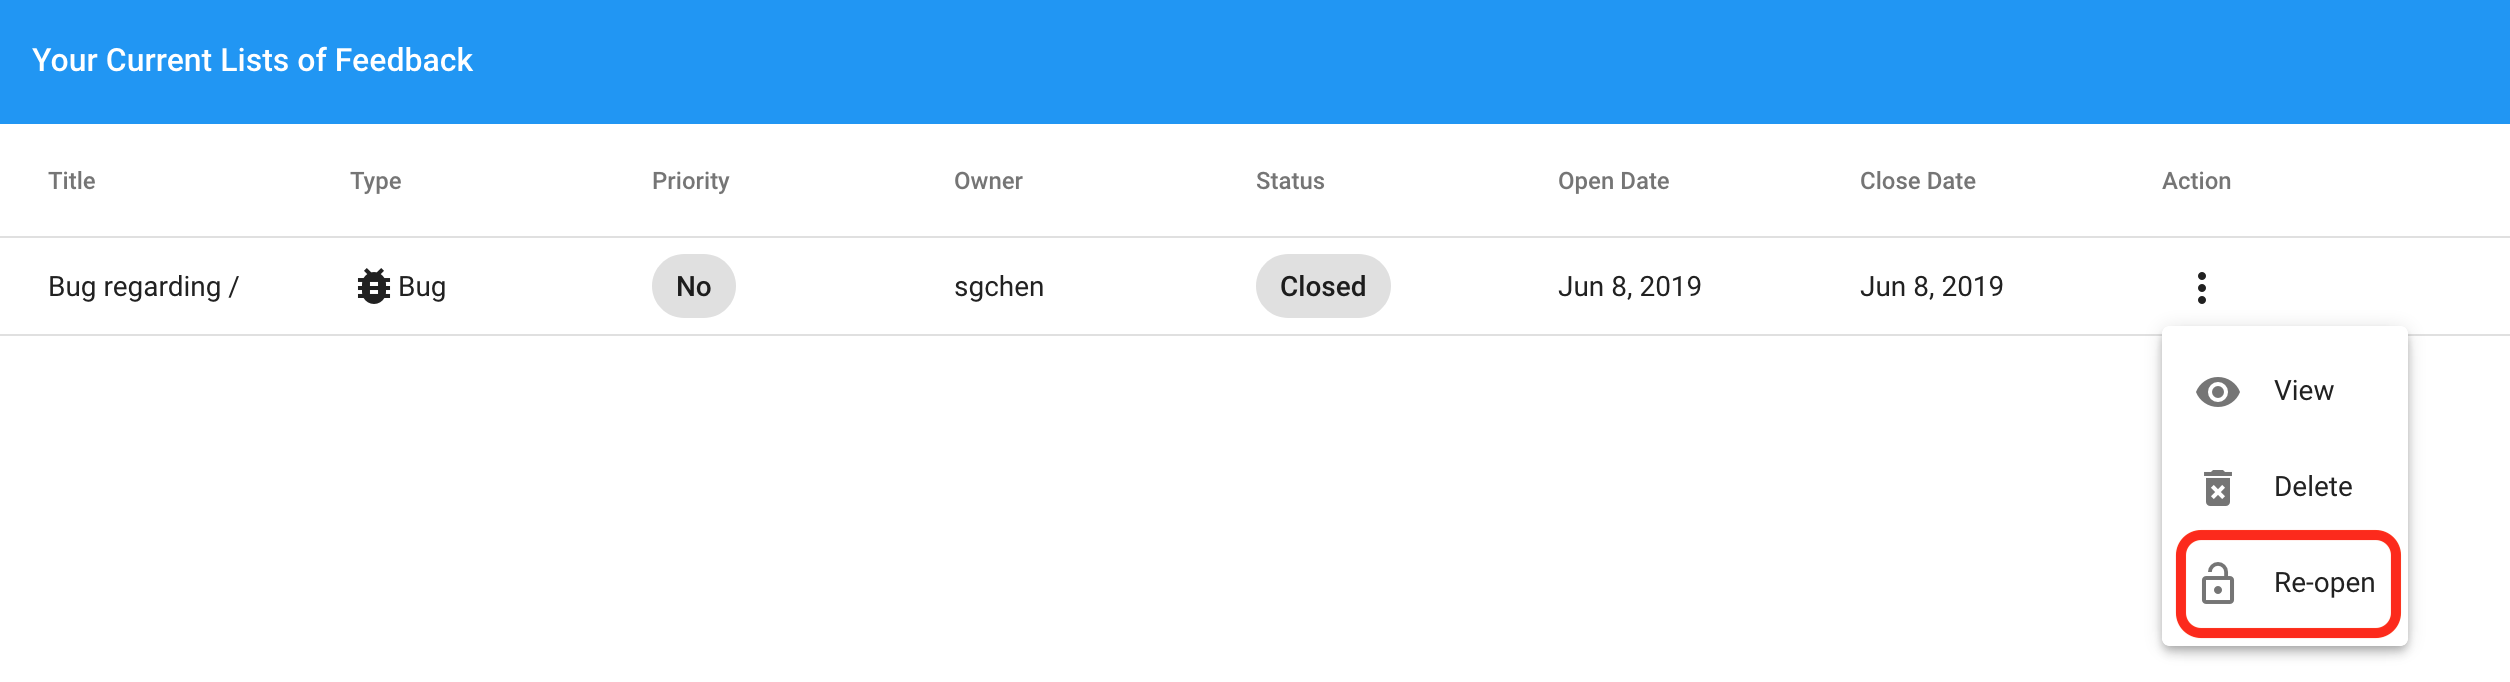 Your Current Lists of Feedback
Title Type Priority Owner Status Open Date Close Date Action
Bug regarding / Bug No sgchen Closed Jun 8, 2019 Jun 8, 2019
View
Delete
Re-open